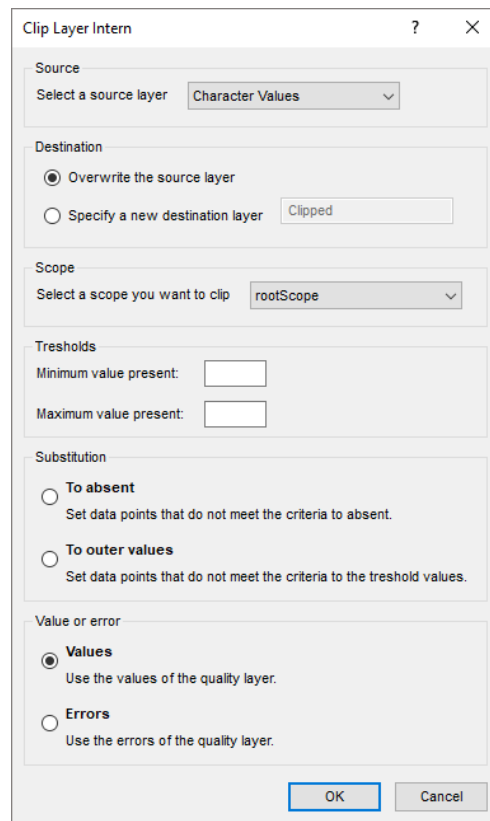 Clip Layer Intern
?
Source
Select a source layer Character Values
Destination
Overwrite the source layer
Specify a new destination layer Clipped
Scope
Select a scope you want to clip rootScope
Tresholds
Minimum value present:
Maximum value present:
Substitution
To absent
Set data points that do not meet the criteria to absent.
To outer values
Set data points that do not meet the criteria to the treshold values.
Value or error
Values
Use the values of the quality layer.
Errors
Use the errors of the quality layer.
OK Cancel